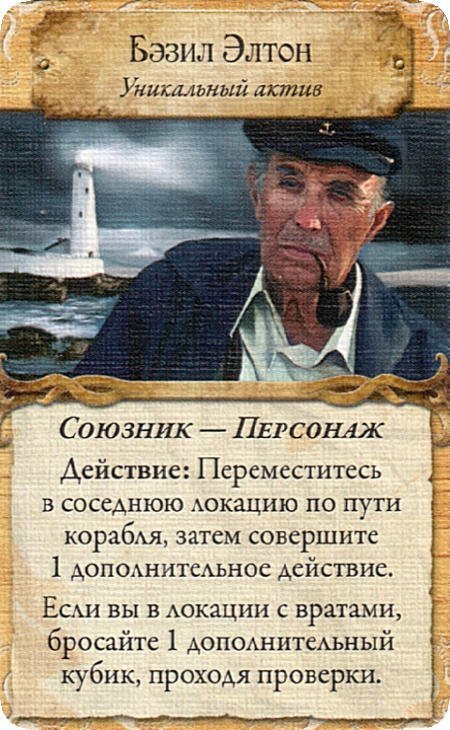 Бэзил Элтон
Уникальный актив
Союзник — Персонаж
Действие: Переместитесь
в соседнюю локацию по пути
корабля, затем совершите
1 дополнительное действие.
Если вы в локации с вратами,
бросайте 1 дополнительный
кубик, проходя проверки.